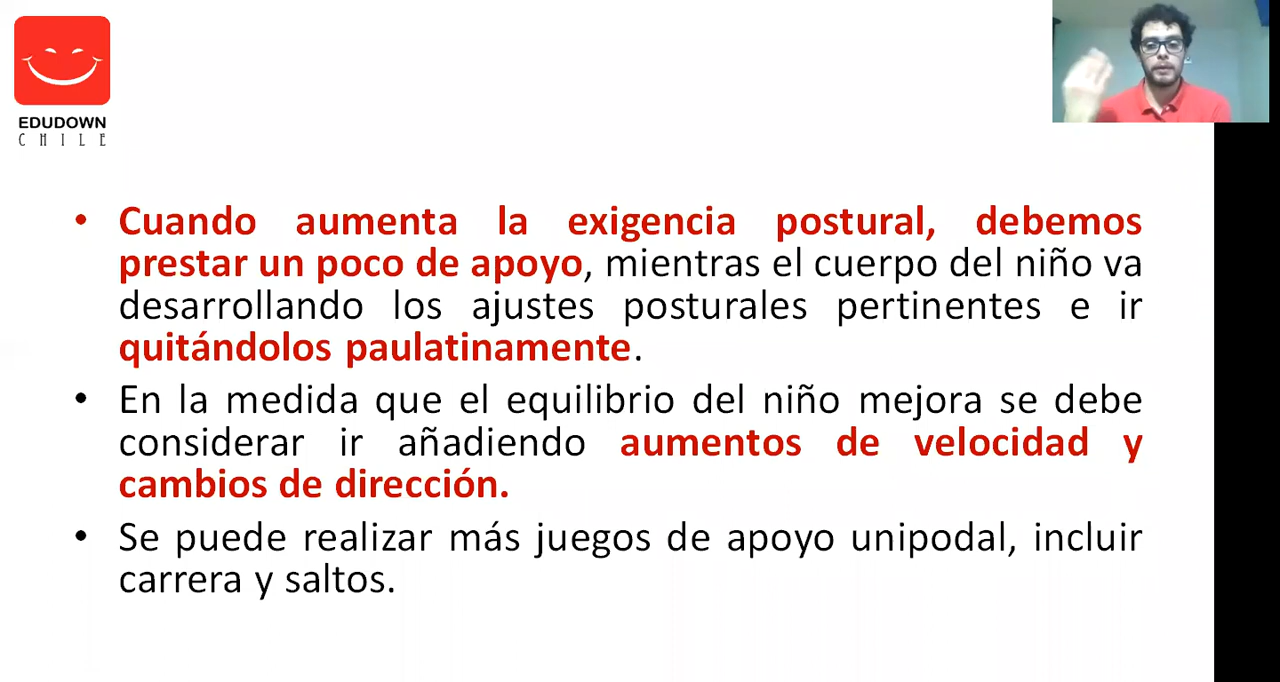 EDUDOWN
CHILE
• Cuando aumenta la exigencia postural, debemos
prestar un poco de apoyo, mientras el cuerpo del niño va
desarrollando los ajustes posturales pertinentes e ir
quitándolos paulatinamente.
• En la medida que el equilibrio del niño mejora se debe
considerar ir añadiendo aumentos de velocidad y
cambios de dirección.
• Se puede realizar más juegos de apoyo unipodal, incluir
carrera y saltos.